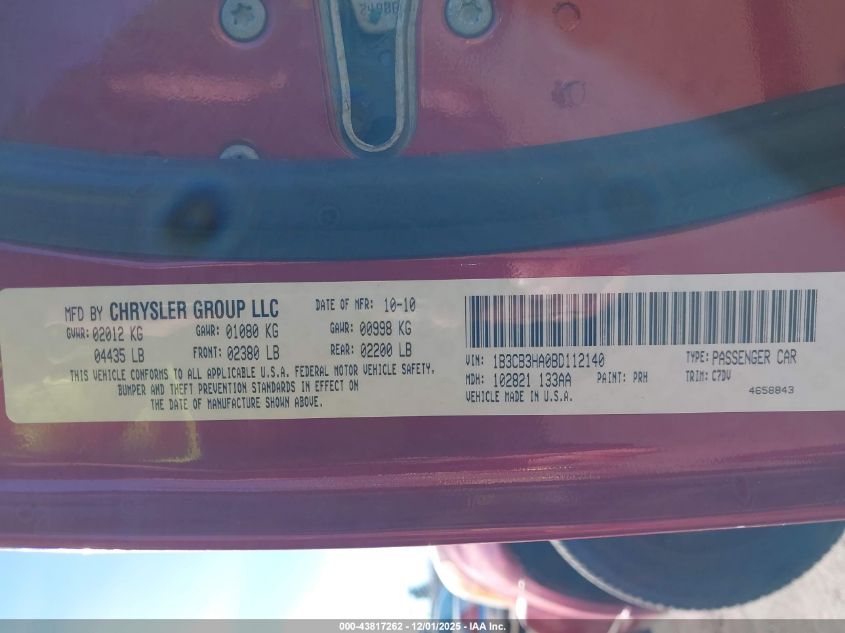 MFD BY CHRYSLER GROUP LLC DATE OF MFR: 10-10
GVWR: 02012 KG GAWR: 01080 KG GAWR: 00998 KG
04435 LB FRONT: 02380 LB REAR: 02200 LB
THIS VEHICLE CONFORMS TO ALL APPLICABLE U.S.A. FEDERAL MOTOR VEHICLE SAFETY,
BUMPER AND THEFT PREVENTION STANDARDS IN EFFECT ON
THE DATE OF MANUFACTURE SHOWN ABOVE.
VIN: 1B3CB3HA0BD112140 TYPE: PASSENGER CAR
MDH: 102821 133AA PAINT: PRH TRIM: C7DV
VEHICLE MADE IN U.S.A. 4658843
000-43817262 - 12/01/2025 - IAA Inc.